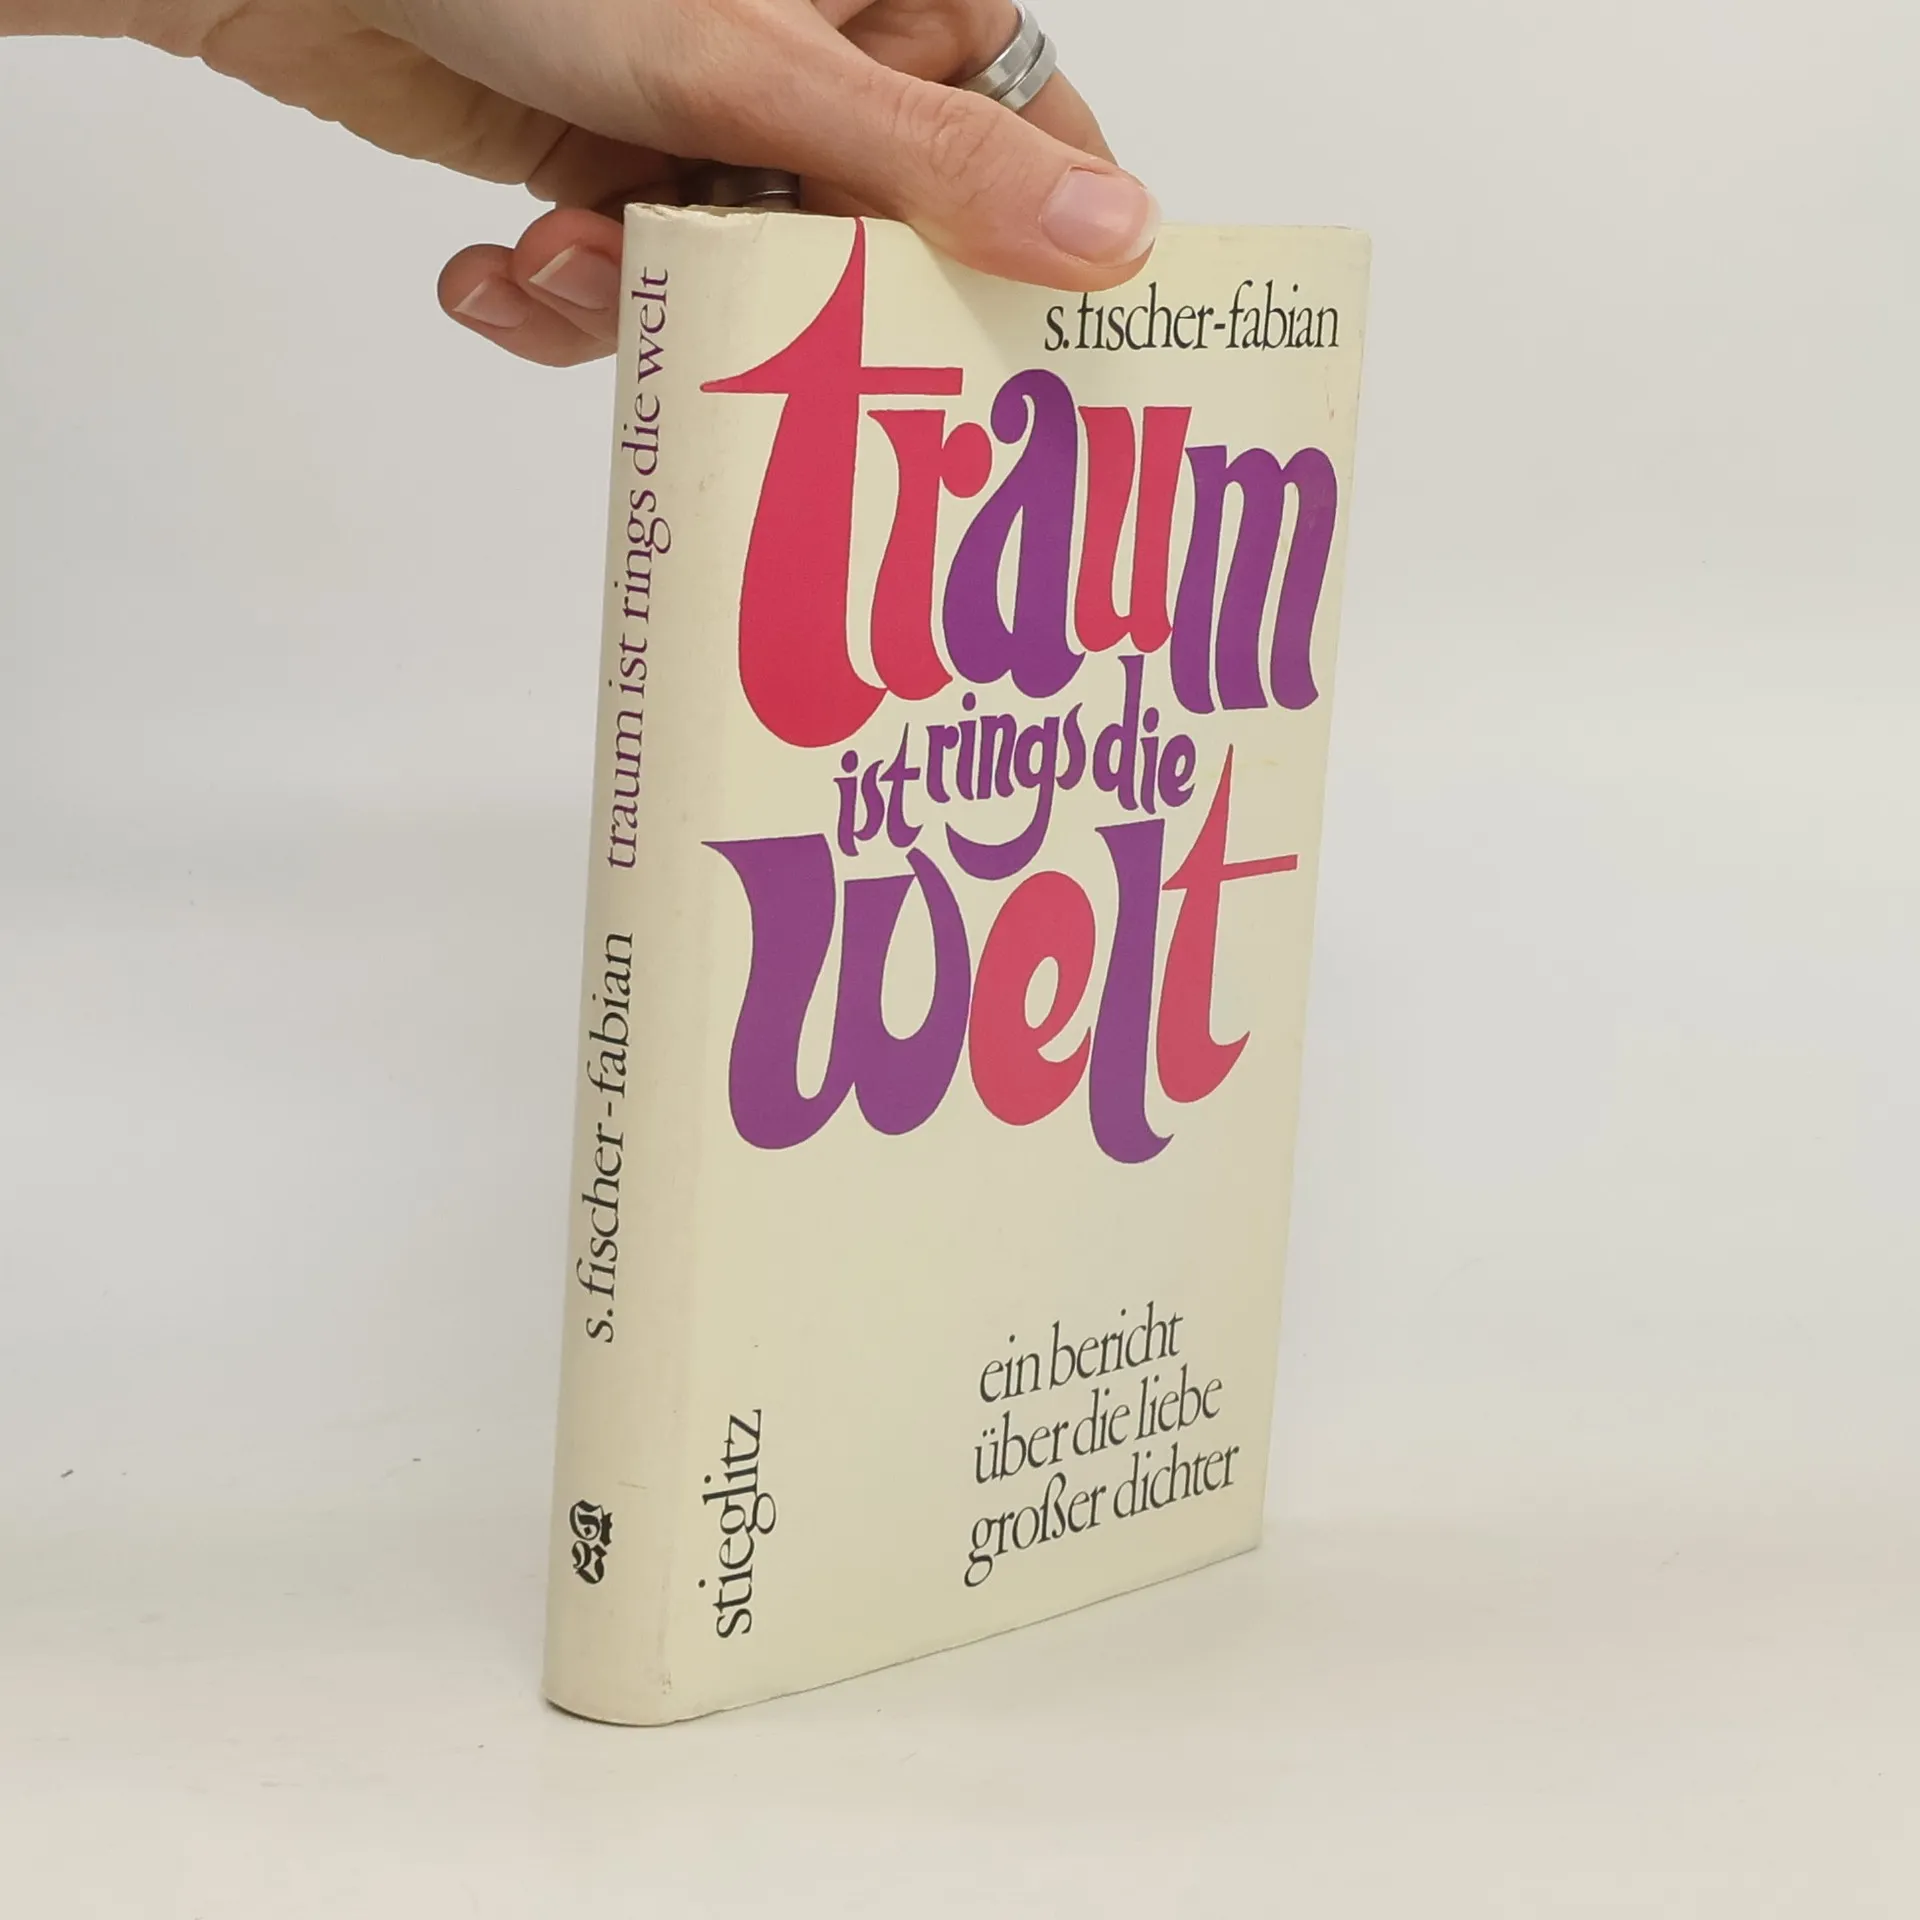 s. fischer-fabian traum ist rings die welt
s. fischer-fabian
traum
ist rings die
welt
ein bericht
über die liebe
großer dichter
stieglitz